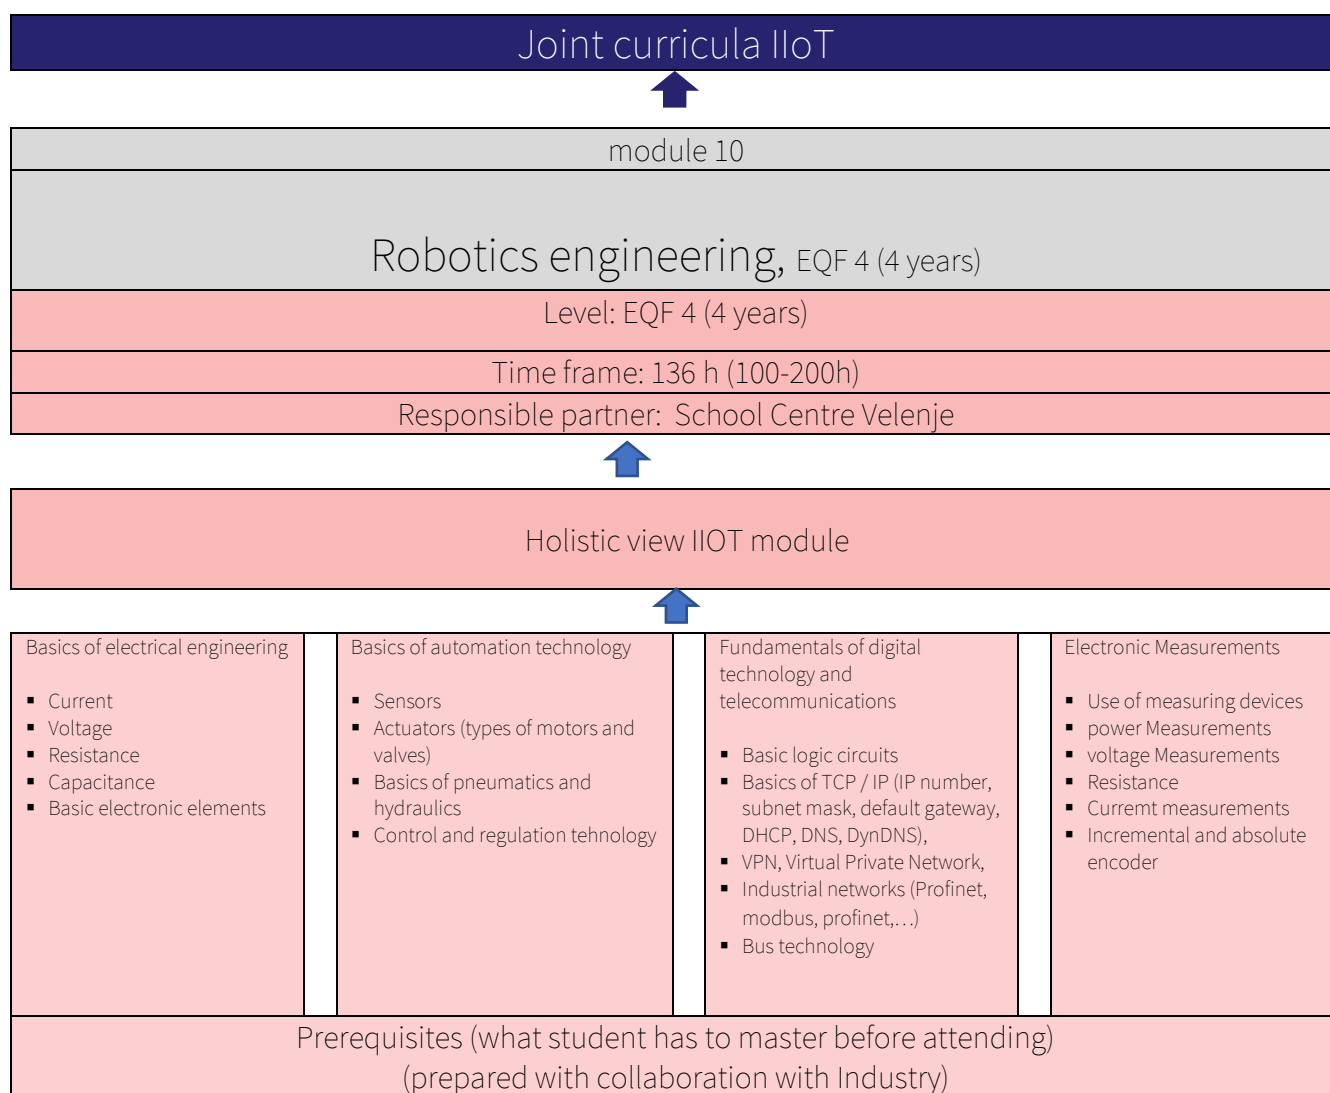 Joint curricula IIoT
module 10
Robotics engineering, EQF 4 (4 years)
Level: EQF 4 (4 years)
Time frame: 136 h (100-200h)
Responsible partner:  School Centre Velenje
Holistic view IIOT module
Basics of electrical engineering
▪ Current
▪ Voltage
▪ Resistance
▪ Capacitance
▪ Basic electronic elements
Basics of automation technology
▪ Sensors
▪ Actuators (types of motors and
valves)
▪ Basics of pneumatics and
hydraulics
▪ Control and regulation tehnology
Fundamentals of digital
technology and
telecommunications
▪ Basic logic circuits
▪ Basics of TCP / IP (IP number,
subnet mask, default gateway,
DHCP, DNS, DynDNS),
▪ VPN, Virtual Private Network,
▪ Industrial networks (Profinet,
modbus, profinet,…)
▪ Bus technology
Electronic Measurements
▪ Use of measuring devices
▪ power Measurements
▪ voltage Measurements
▪ Resistance
▪ Curremt measurements
▪ Incremental and absolute
encoder
Prerequisites (what student has to master before attending)
(prepared with collaboration with Industry)